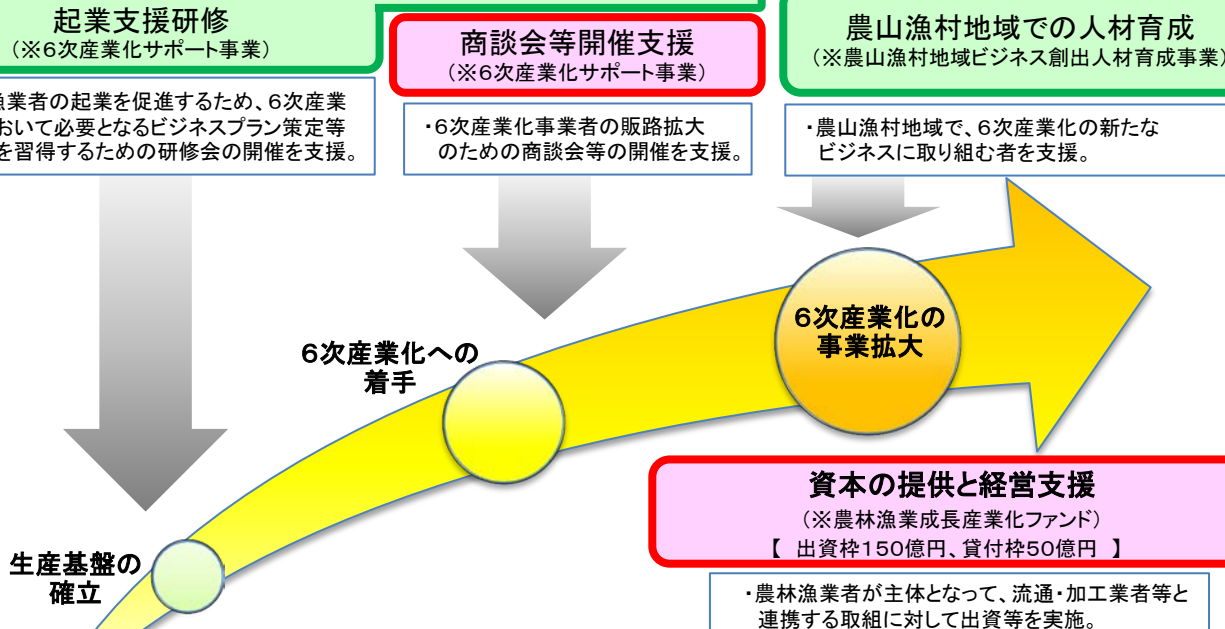 起業支援研修
（※６次産業化サポート事業）
漁業者の起業を促進するため、６次産業
おいて必要となるビジネスプラン策定等
を習得するための研修会の開催を支援。
商談会等開催支援
（※６次産業化サポート事業）
・６次産業化事業者の販路拡大
のための商談会等の開催を支援。
農山漁村地域での人材育成
（※農山漁村地域ビジネス創出人材育成事業）
・農山漁村地域で、６次産業化の新たな
ビジネスに取り組む者を支援。
６次産業化の
事業拡大
６次産業化への
着手
生産基盤の
確立
資本の提供と経営支援
（※農林漁業成長産業化ファンド）
【 出資枠150億円、貸付枠50億円 】
・農林漁業者が主体となって、流通・加工業者等と
連携する取組に対して出資等を実施。